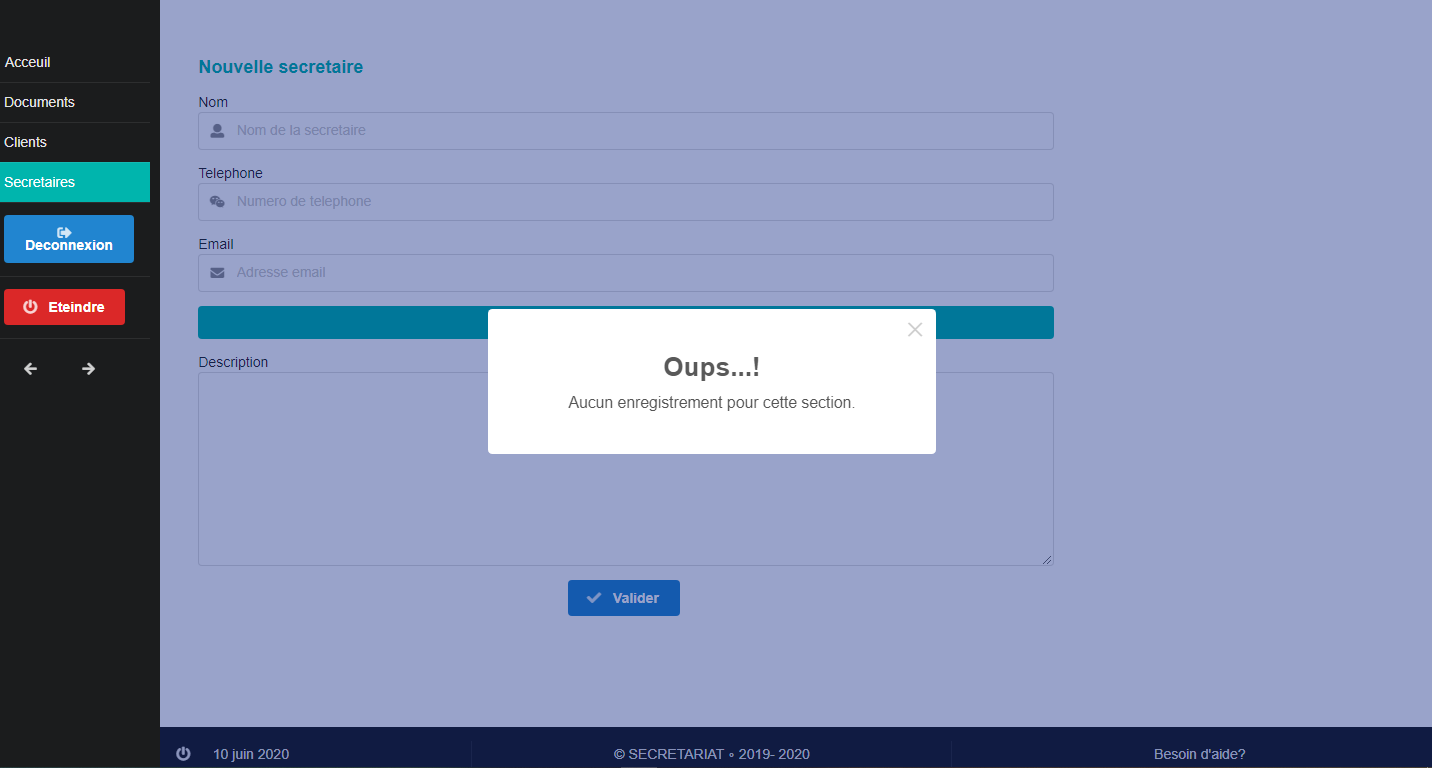 Acceuil
Documents
Clients
Secretaires
Deconnexion
Eteindre
Nouvelle secretaire
Nom
Nom de la secretaire
Telephone
Numero de telephone
Email
Adresse email
Description
Oups...!
Aucun enregistrement pour cette section.
Valider
10 juin 2020
© SECRETARIAT ∘ 2019- 2020
Besoin d'aide?